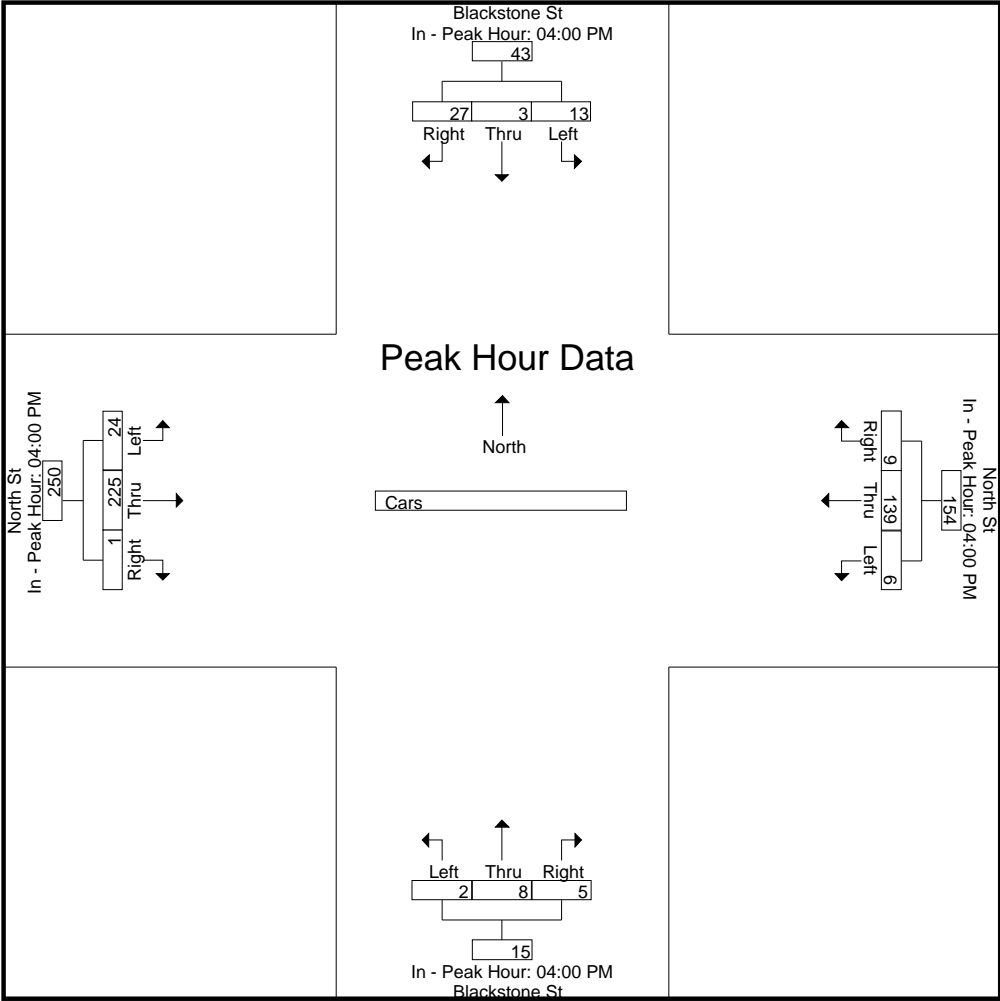 Blackstone St
In - Peak Hour: 04:00 PM
43
27 3 13
Right Thru Left
Peak Hour Data
North
Cars
North St
In - Peak Hour: 04:00 PM
250
24 225 1
Left Thru Right
North St
In - Peak Hour: 04:00 PM
154
9 139 6
Right Thru Left
Left Thru Right
2 8 5
15
In - Peak Hour: 04:00 PM
Blackstone St